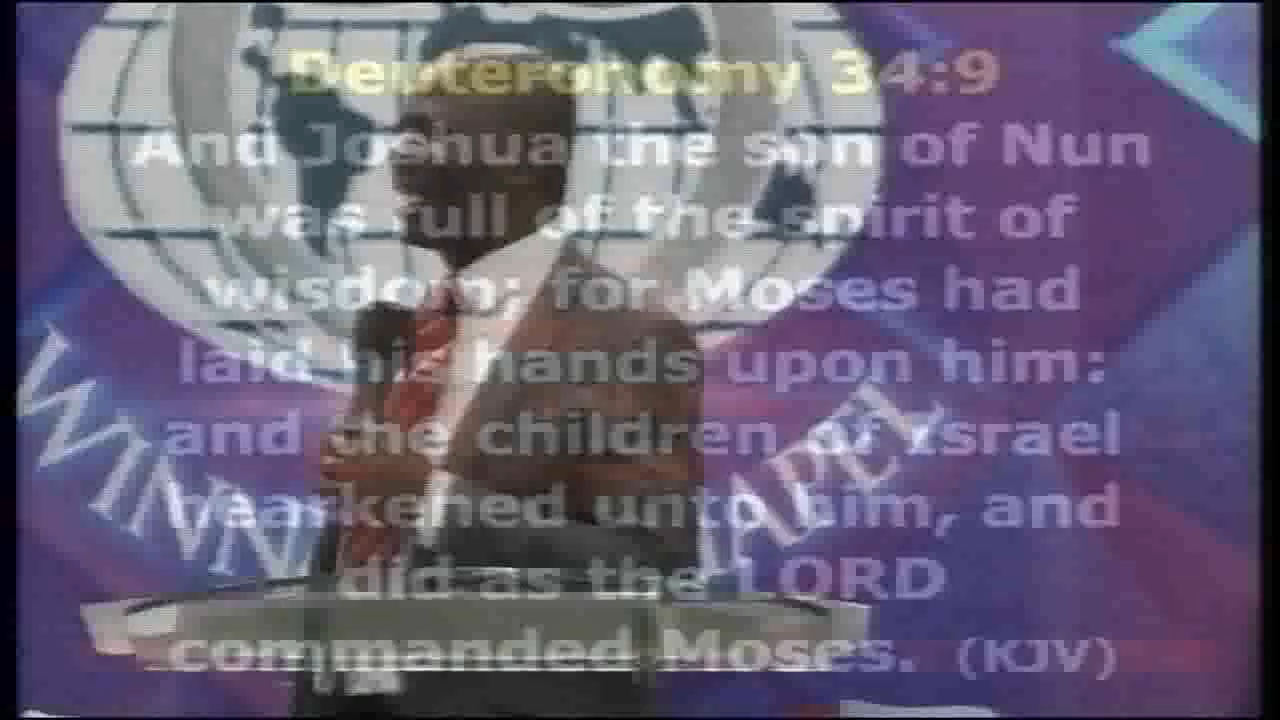 Deuteronomy 34:9
And Joshua the son of Nun
was full of the spirit of
wisdom; for Moses had
laid his hands upon him:
and the children of Israel
hearkened unto him, and
did as the LORD
commanded Moses. (KJV)